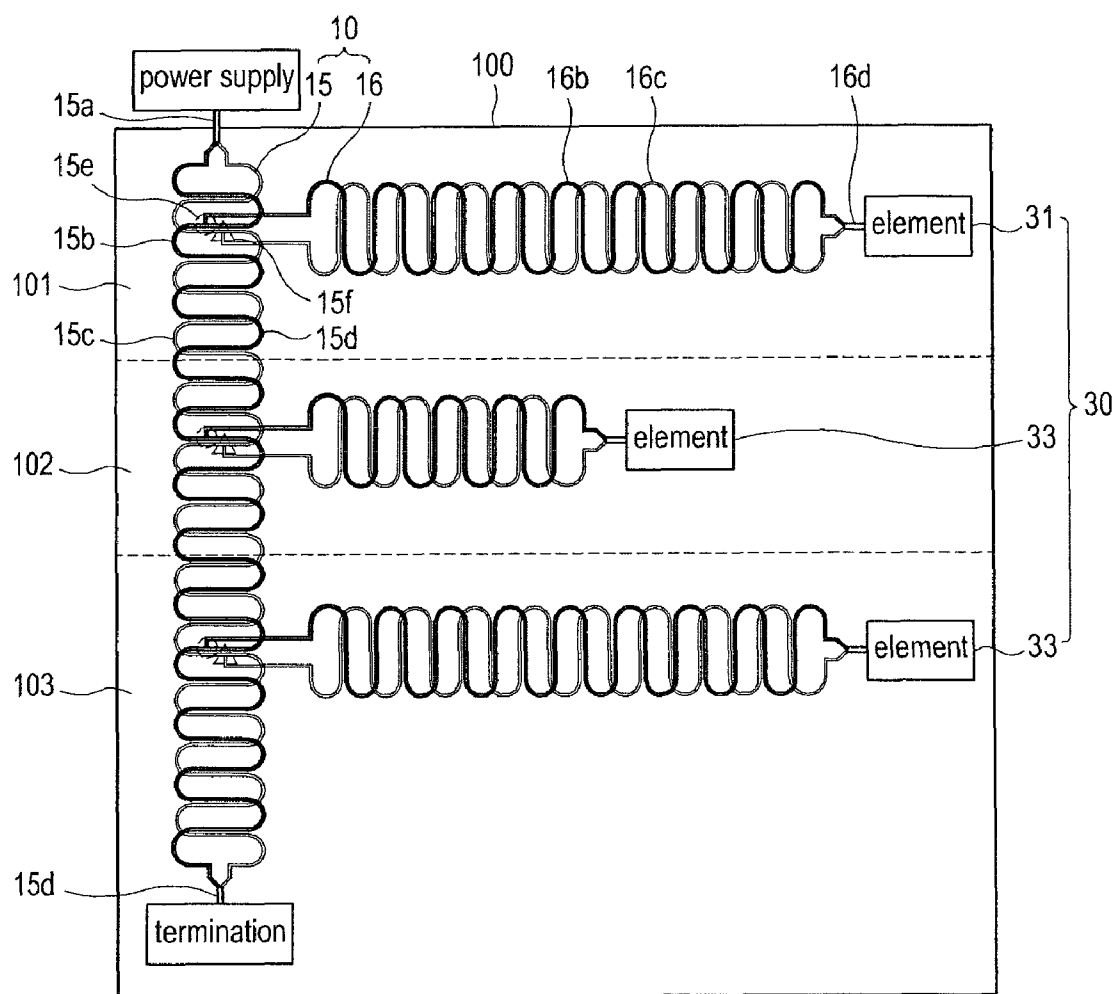 10
power supply
15
16
100
16b
16c
16d
15a
15e
element
31
15b
101
15f
15c
15d
30
element
33
102
element
33
103
15d
termination